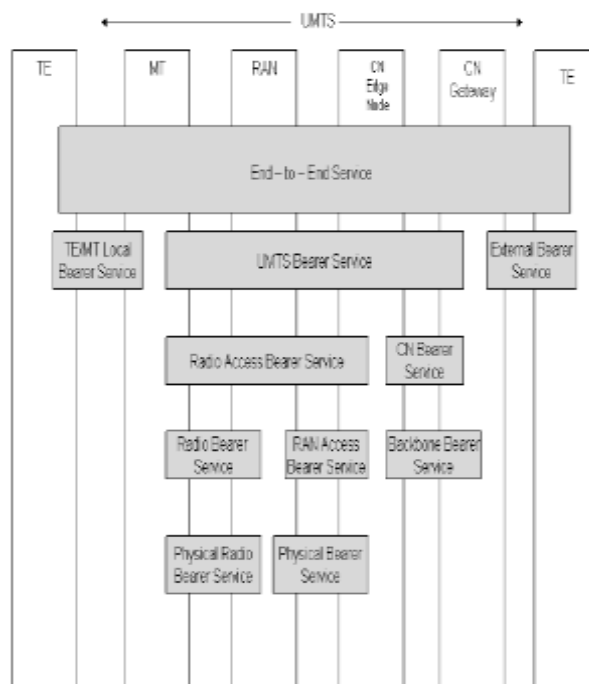 UMTS
TE
MT
RAN
CN
Edge
Node
CN
Gateway
TE
End – to – End Service
TE/MT Local
Bearer Service
UMTS Bearer Service
External Bearer
Service
Radio Access Bearer Service
CN Bearer
Service
Radio Bearer
Service
RAN Access
Bearer Service
Backbone Bearer
Service
Physical Radio
Bearer Service
Physical Bearer
Service